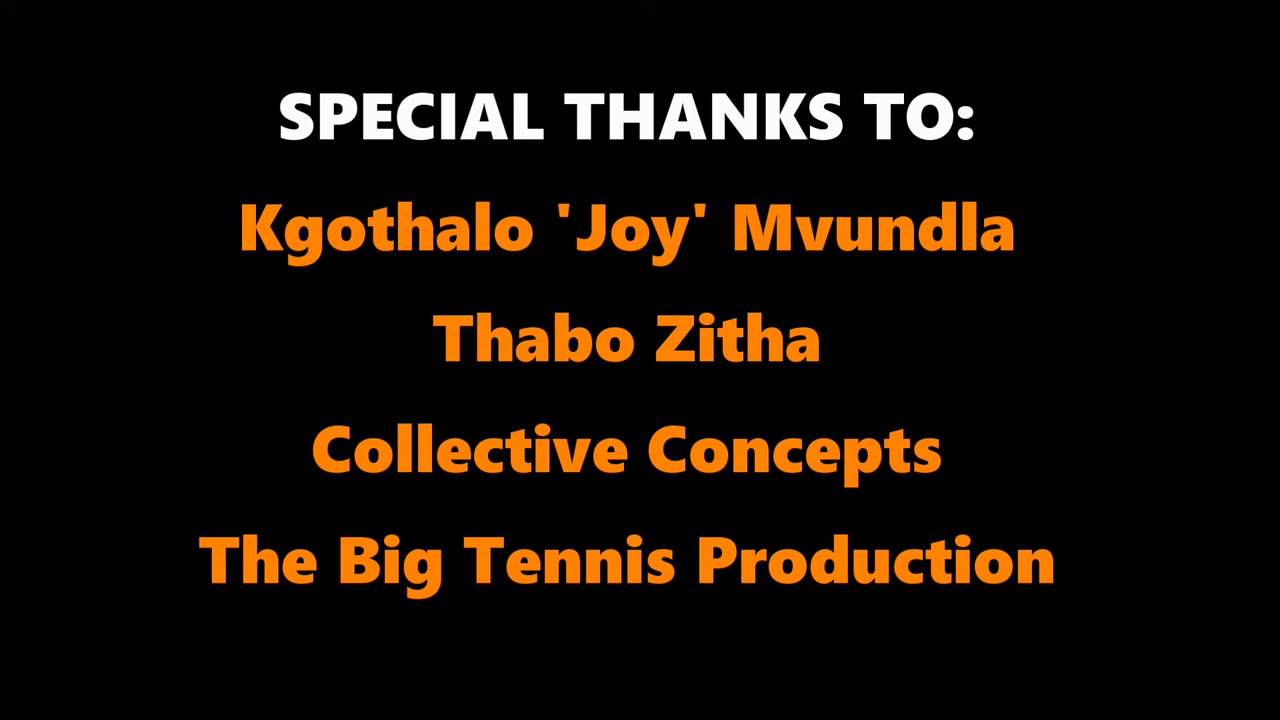 SPECIAL THANKS TO:
Kgothalo 'Joy' Mvundla
Thabo Zitha
Collective Concepts
The Big Tennis Production